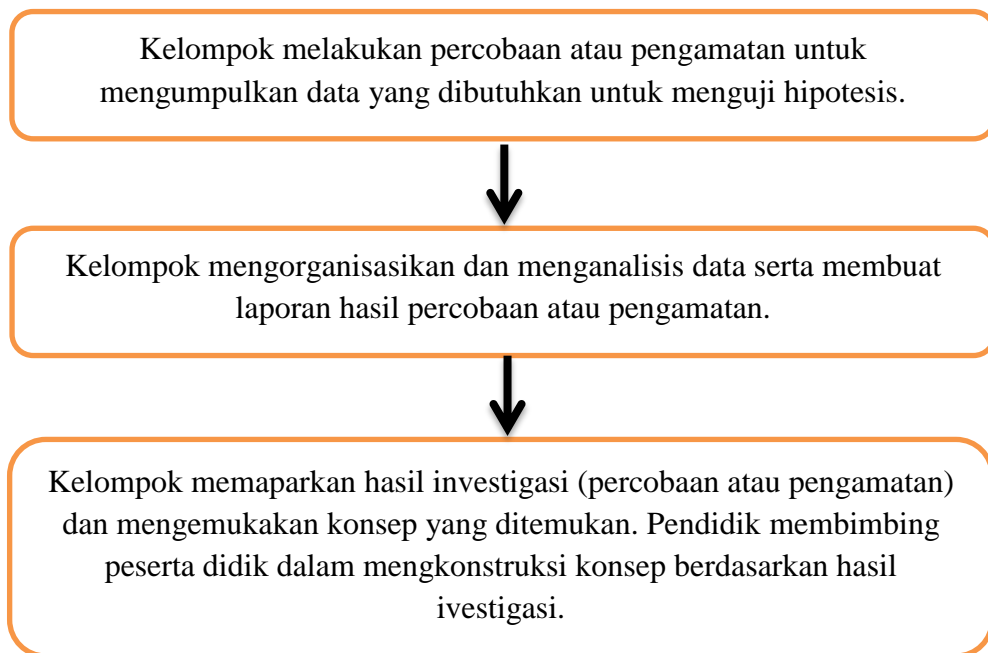 Kelompok melakukan percobaan atau pengamatan untuk
mengumpulkan data yang dibutuhkan untuk menguji hipotesis.
Kelompok mengorganisasikan dan menganalisis data serta membuat
laporan hasil percobaan atau pengamatan.
Kelompok memaparkan hasil investigasi (percobaan atau pengamatan)
dan mengemukakan konsep yang ditemukan. Pendidik membimbing
peserta didik dalam mengkonstruksi konsep berdasarkan hasil
ivestigasi.